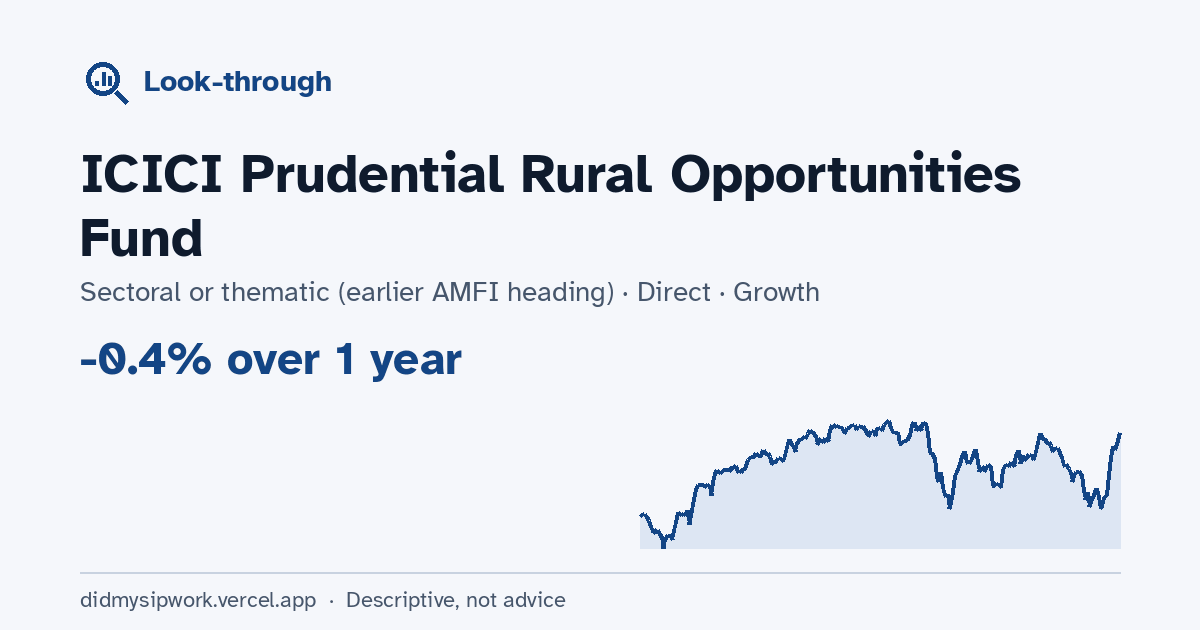 Look-through
ICICI Prudential Rural Opportunities
Fund
Sectoral or thematic (earlier AMFI heading) · Direct · Growth
-0.4% over 1 year
didmysipwork.vercel.app · Descriptive, not advice